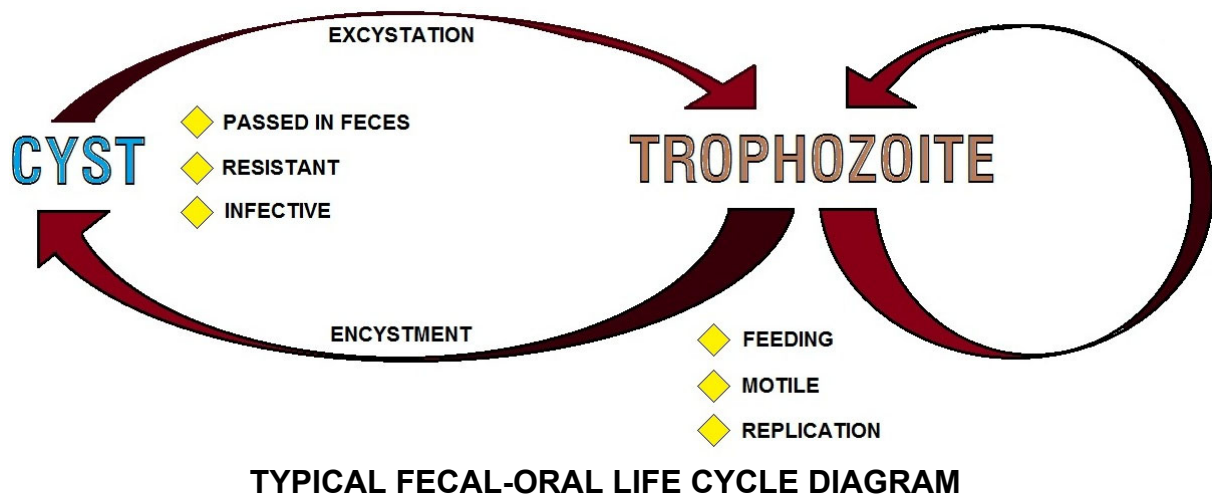 EXCYSTATION
CYST
PASSED IN FECES
RESISTANT
INFECTIVE
TROPHOZOITE
ENCYSTMENT
FEEDING
MOTILE
REPLICATION
TYPICAL FECAL-ORAL LIFE CYCLE DIAGRAM